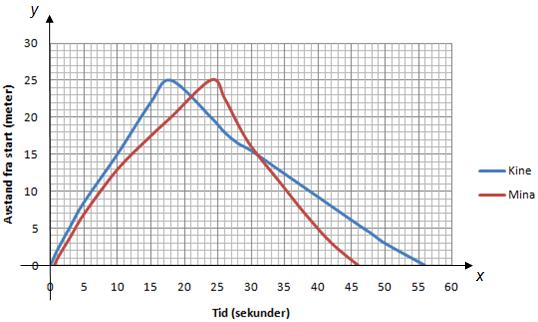 y
30
25
20
15
10
5
0
0 5 10 15 20 25 30 35 40 45 50 55 60
x
Avstand fra start (meter)
Tid (sekunder)
Kine
Mina